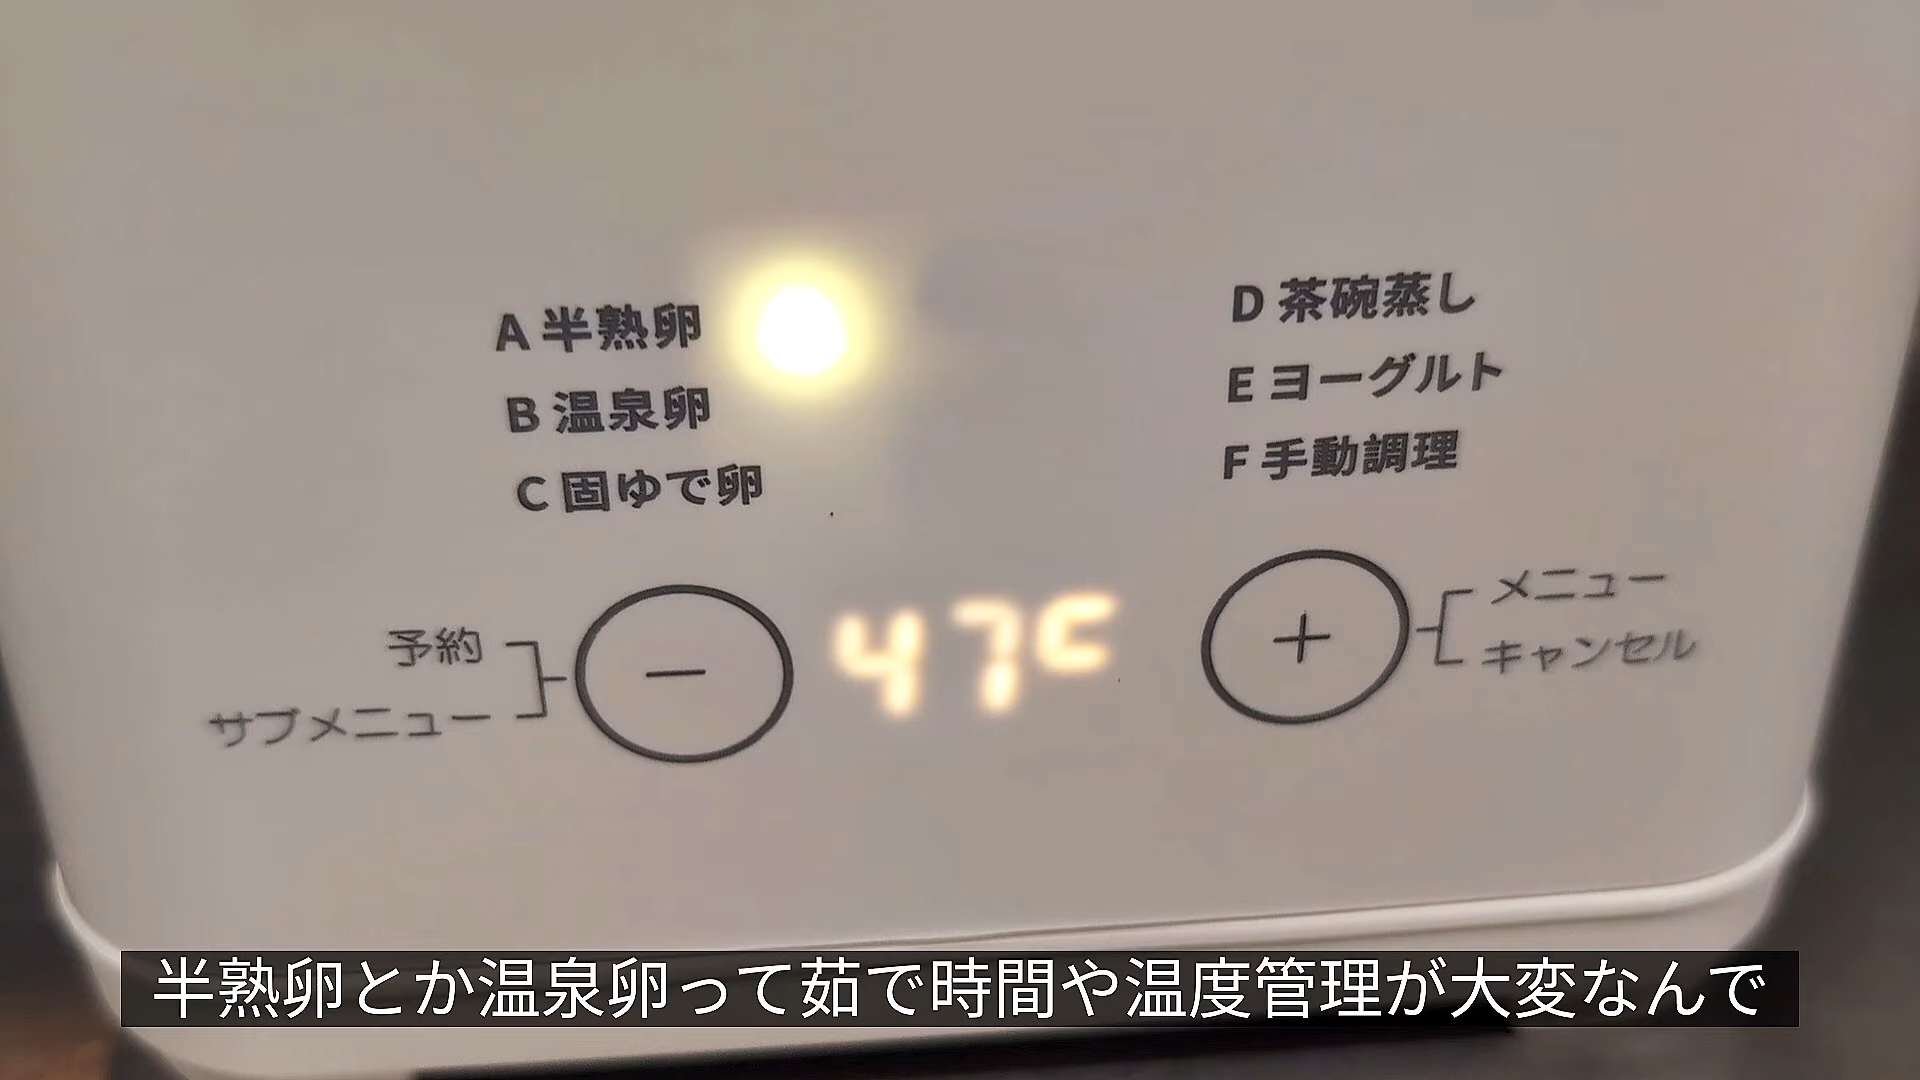 A 半熟卵
B 温泉卵
C 固ゆで卵
D 茶碗蒸し
E ヨーグルト
F 手動調理
予約
サブメニュー
−
47c
+
メニュー
キャンセル
半熟卵とか温泉卵って茹で時間や温度管理が大変なんで